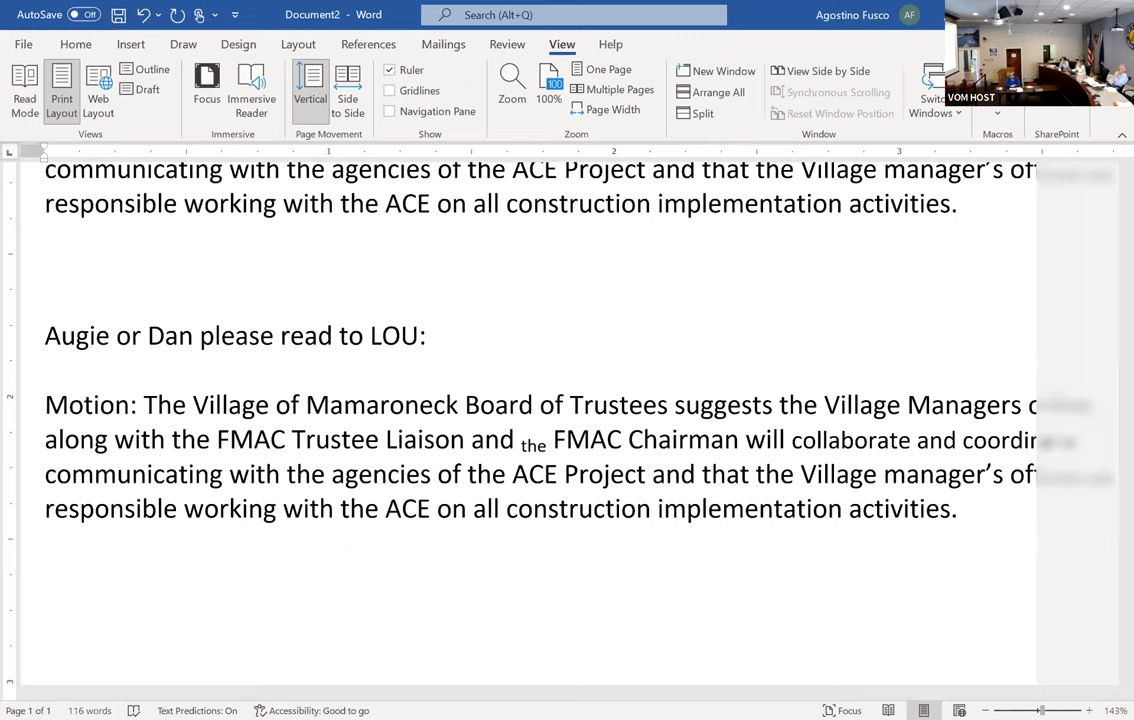 AutoSave Off Document2 - Word Search (Alt+Q) Agostino Fusco AF
File Home Insert Draw Design Layout References Mailings Review View Help
Read Mode Print Layout Web Layout Outline Draft Focus Immersive Reader Vertical Side to Side Ruler Gridlines Navigation Pane Zoom 100 100% One Page Multiple Pages Page Width New Window Arrange All Split View Side by Side Synchronous Scrolling Reset Window Position Windows
Views Immersive Page Movement Show Zoom Window Macros SharePoint
VOM HOST
1 2 3
communicating with the agencies of the ACE Project and that the Village manager's
responsible working with the ACE on all construction implementation activities.
Augie or Dan please read to LOU:
Motion: The Village of Mamaroneck Board of Trustees suggests the Village Managers
along with the FMAC Trustee Liaison and the FMAC Chairman will collaborate and
communicating with the agencies of the ACE Project and that the Village manager's
responsible working with the ACE on all construction implementation activities.
2
3
Page 1 of 1 116 words Text Predictions: On Accessibility: Good to go Focus 143%